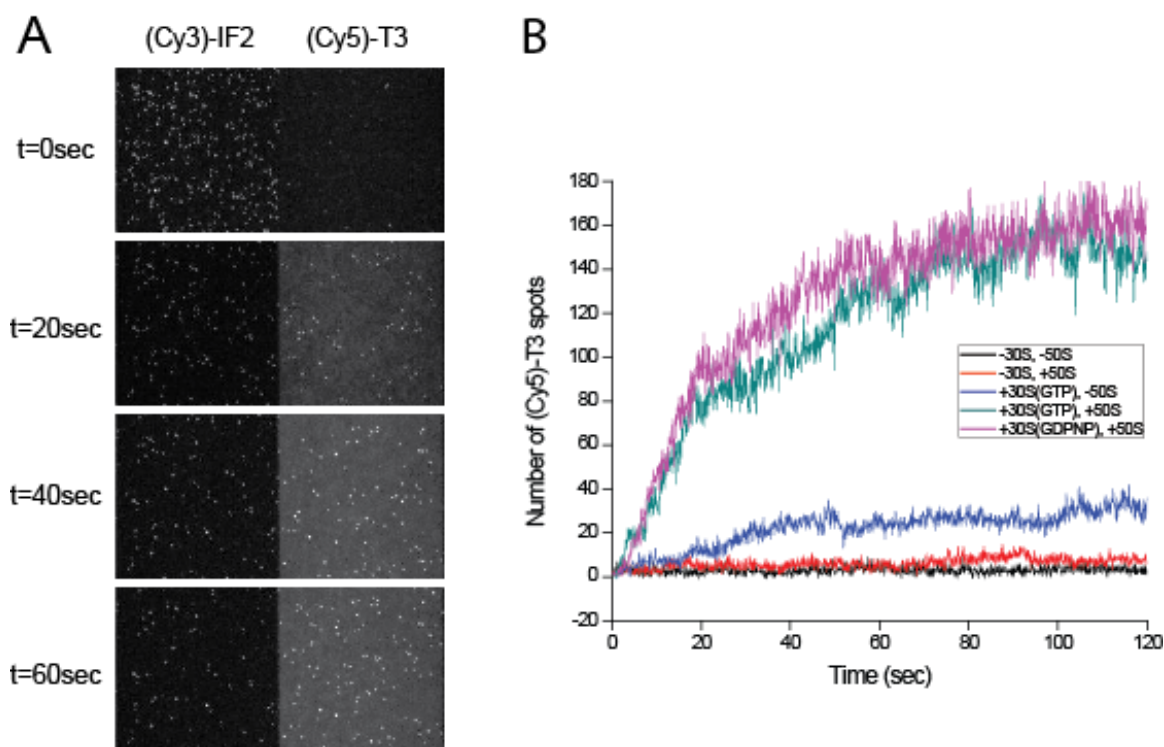 A
(Cy3)-IF2
(Cy5)-T3
t=0sec
t=20sec
t=40sec
t=60sec
B
180
160
140
120
100
80
60
40
20
0
-20
Number of (Cy5)-T3 spots
-30S, -50S
-30S, +50S
+30S(GTP), -50S
+30S(GTP), +50S
+30S(GDPNP), +50S
0
20
40
60
80
100
120
Time (sec)